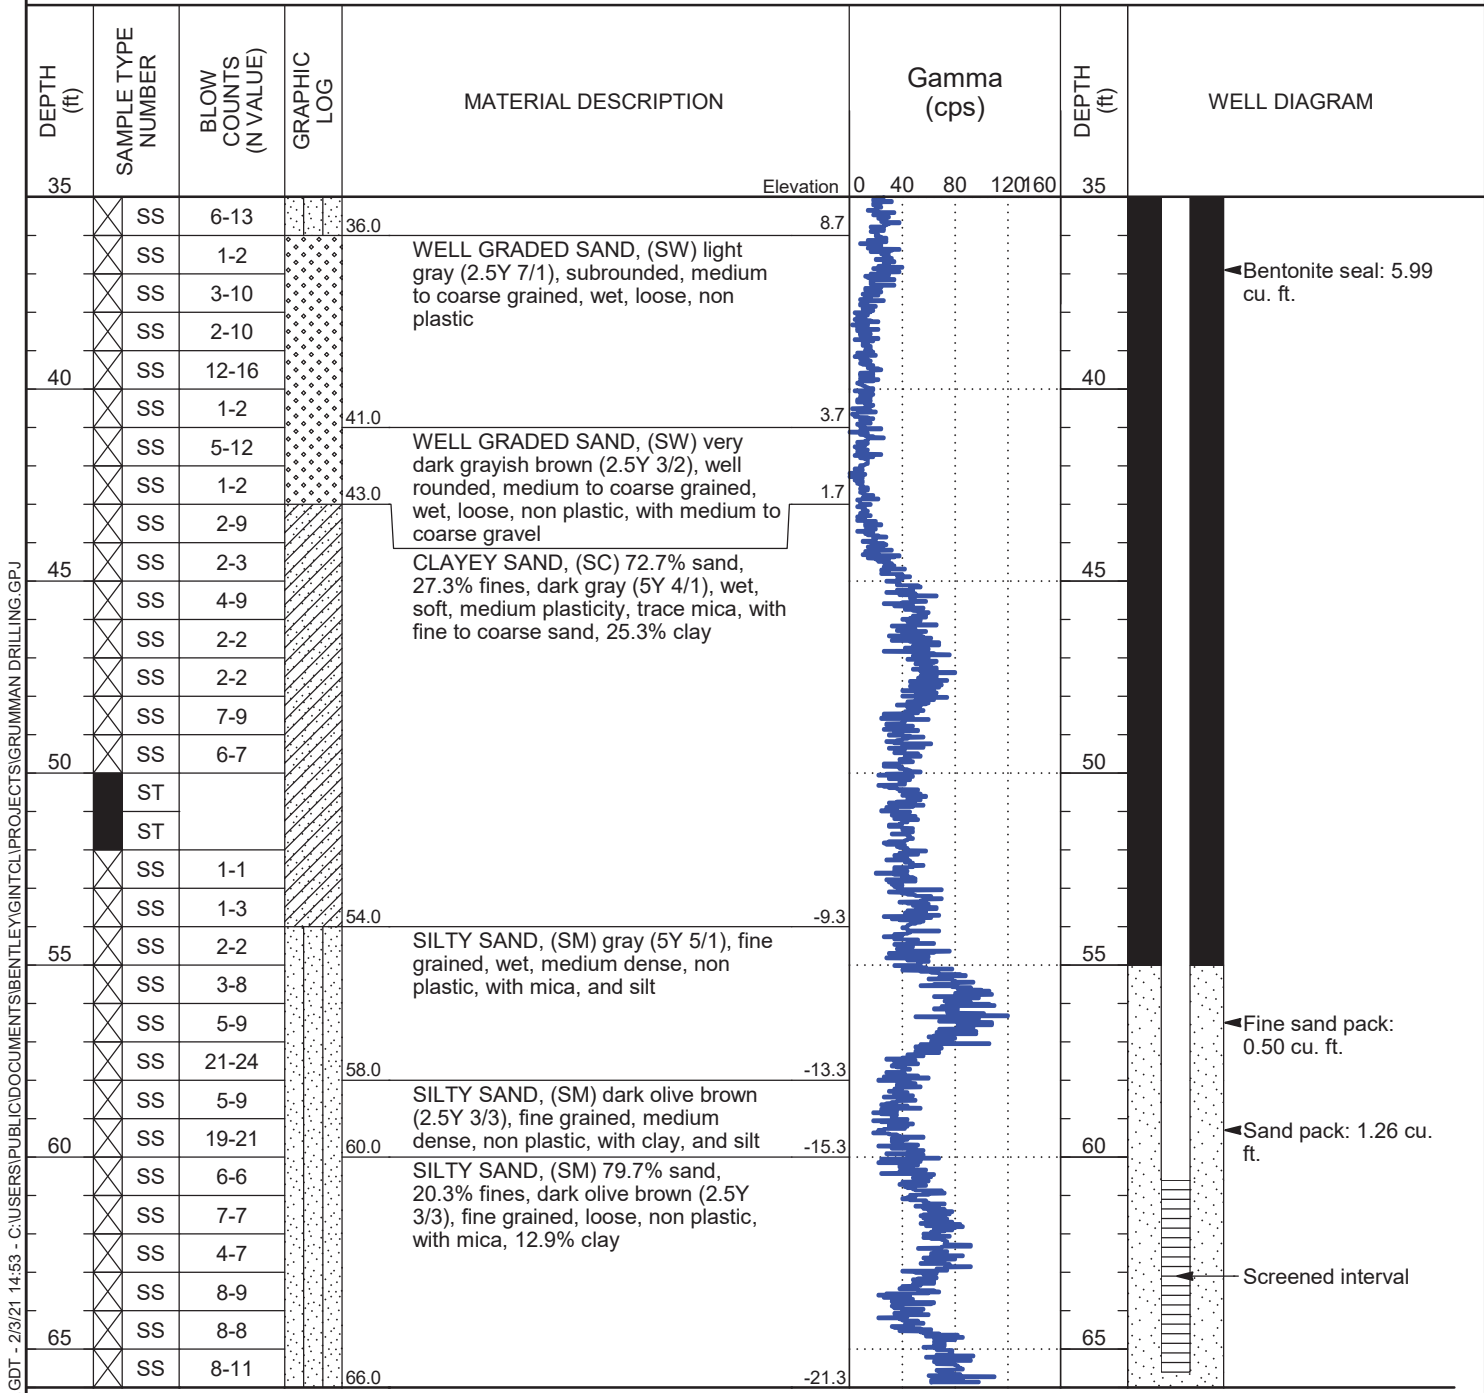 DEPTH (ft)
SAMPLE TYPE NUMBER
BLOW COUNTS (N VALUE)
GRAPHIC LOG
MATERIAL DESCRIPTION
Gamma (cps)
DEPTH (ft)
WELL DIAGRAM
35
Elevation
0 40 80 120 160
35
SS 6-13
36.0 8.7
SS 1-2
SS 3-10
SS 2-10
SS 12-16
40
SS 1-2
WELL GRADED SAND, (SW) light
gray (2.5Y 7/1), subrounded, medium
to coarse grained, wet, loose, non
plastic
41.0 3.7
SS 5-12
SS 1-2
WELL GRADED SAND, (SW) very
dark grayish brown (2.5Y 3/2), well
rounded, medium to coarse grained,
wet, loose, non plastic, with medium to
coarse gravel
43.0 1.7
SS 2-9
SS 2-3
45
SS 4-9
SS 2-2
SS 2-2
SS 7-9
SS 6-7
50
ST
ST
SS 1-1
SS 1-3
CLAYEY SAND, (SC) 72.7% sand,
27.3% fines, dark gray (5Y 4/1), wet,
soft, medium plasticity, trace mica, with
fine to coarse sand, 25.3% clay
54.0 -9.3
SS 2-2
55
SS 3-8
SS 5-9
SS 21-24
SILTY SAND, (SM) gray (5Y 5/1), fine
grained, wet, medium dense, non
plastic, with mica, and silt
58.0 -13.3
SS 5-9
SS 19-21
SILTY SAND, (SM) dark olive brown
(2.5Y 3/3), fine grained, medium
dense, non plastic, with clay, and silt
60
60.0 -15.3
SS 6-6
SS 7-7
SS 4-7
SS 8-9
SS 8-8
65
SS 8-11
SILTY SAND, (SM) 79.7% sand,
20.3% fines, dark olive brown (2.5Y
3/3), fine grained, loose, non plastic,
with mica, 12.9% clay
66.0 -21.3
40
45
50
55
60
65
Bentonite seal: 5.99
cu. ft.
Fine sand pack:
0.50 cu. ft.
Sand pack: 1.26 cu.
ft.
Screened interval
GDT - 2/3/21 14:53 - C:\USERS\PUBLIC\DOCUMENTS\BENTLEY\GINTCL\PROJECTS\GRUMMAN DRILLING.GPJ